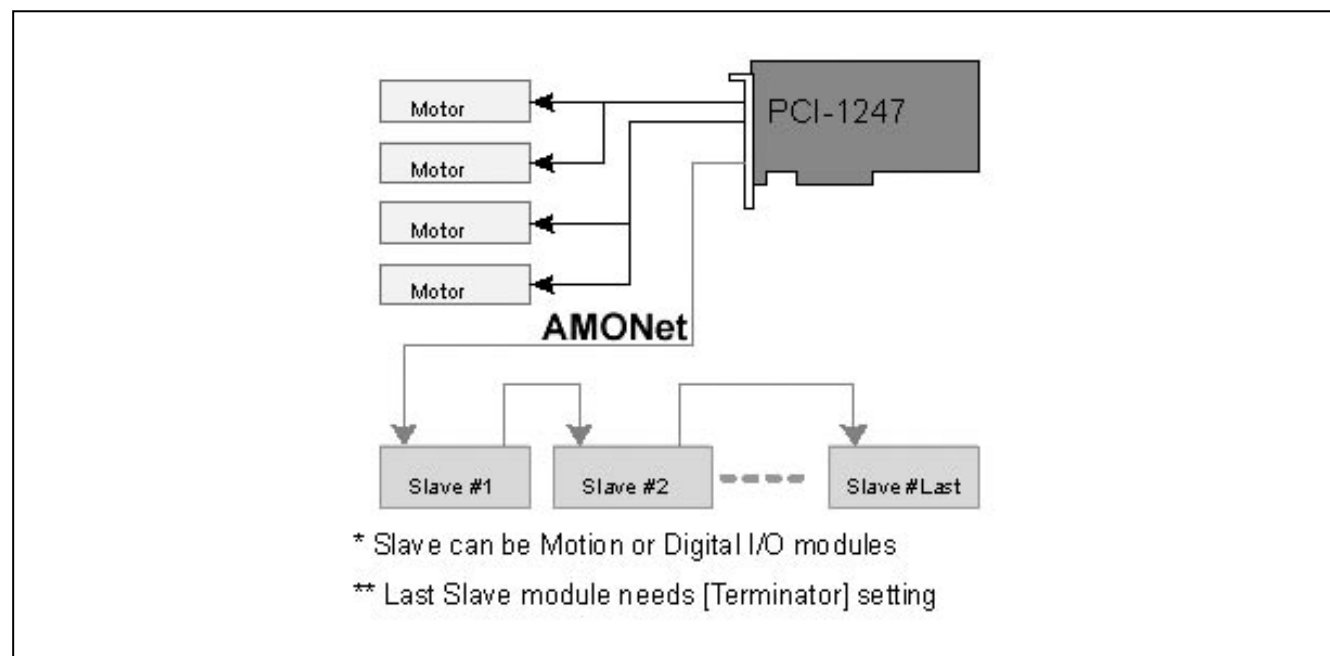 PCI-1247
Motor
Motor
Motor
Motor
AMONet
Slave #1
Slave #2
Slave #Last
* Slave can be Motion or Digital I/O modules
** Last Slave module needs [Terminator] setting